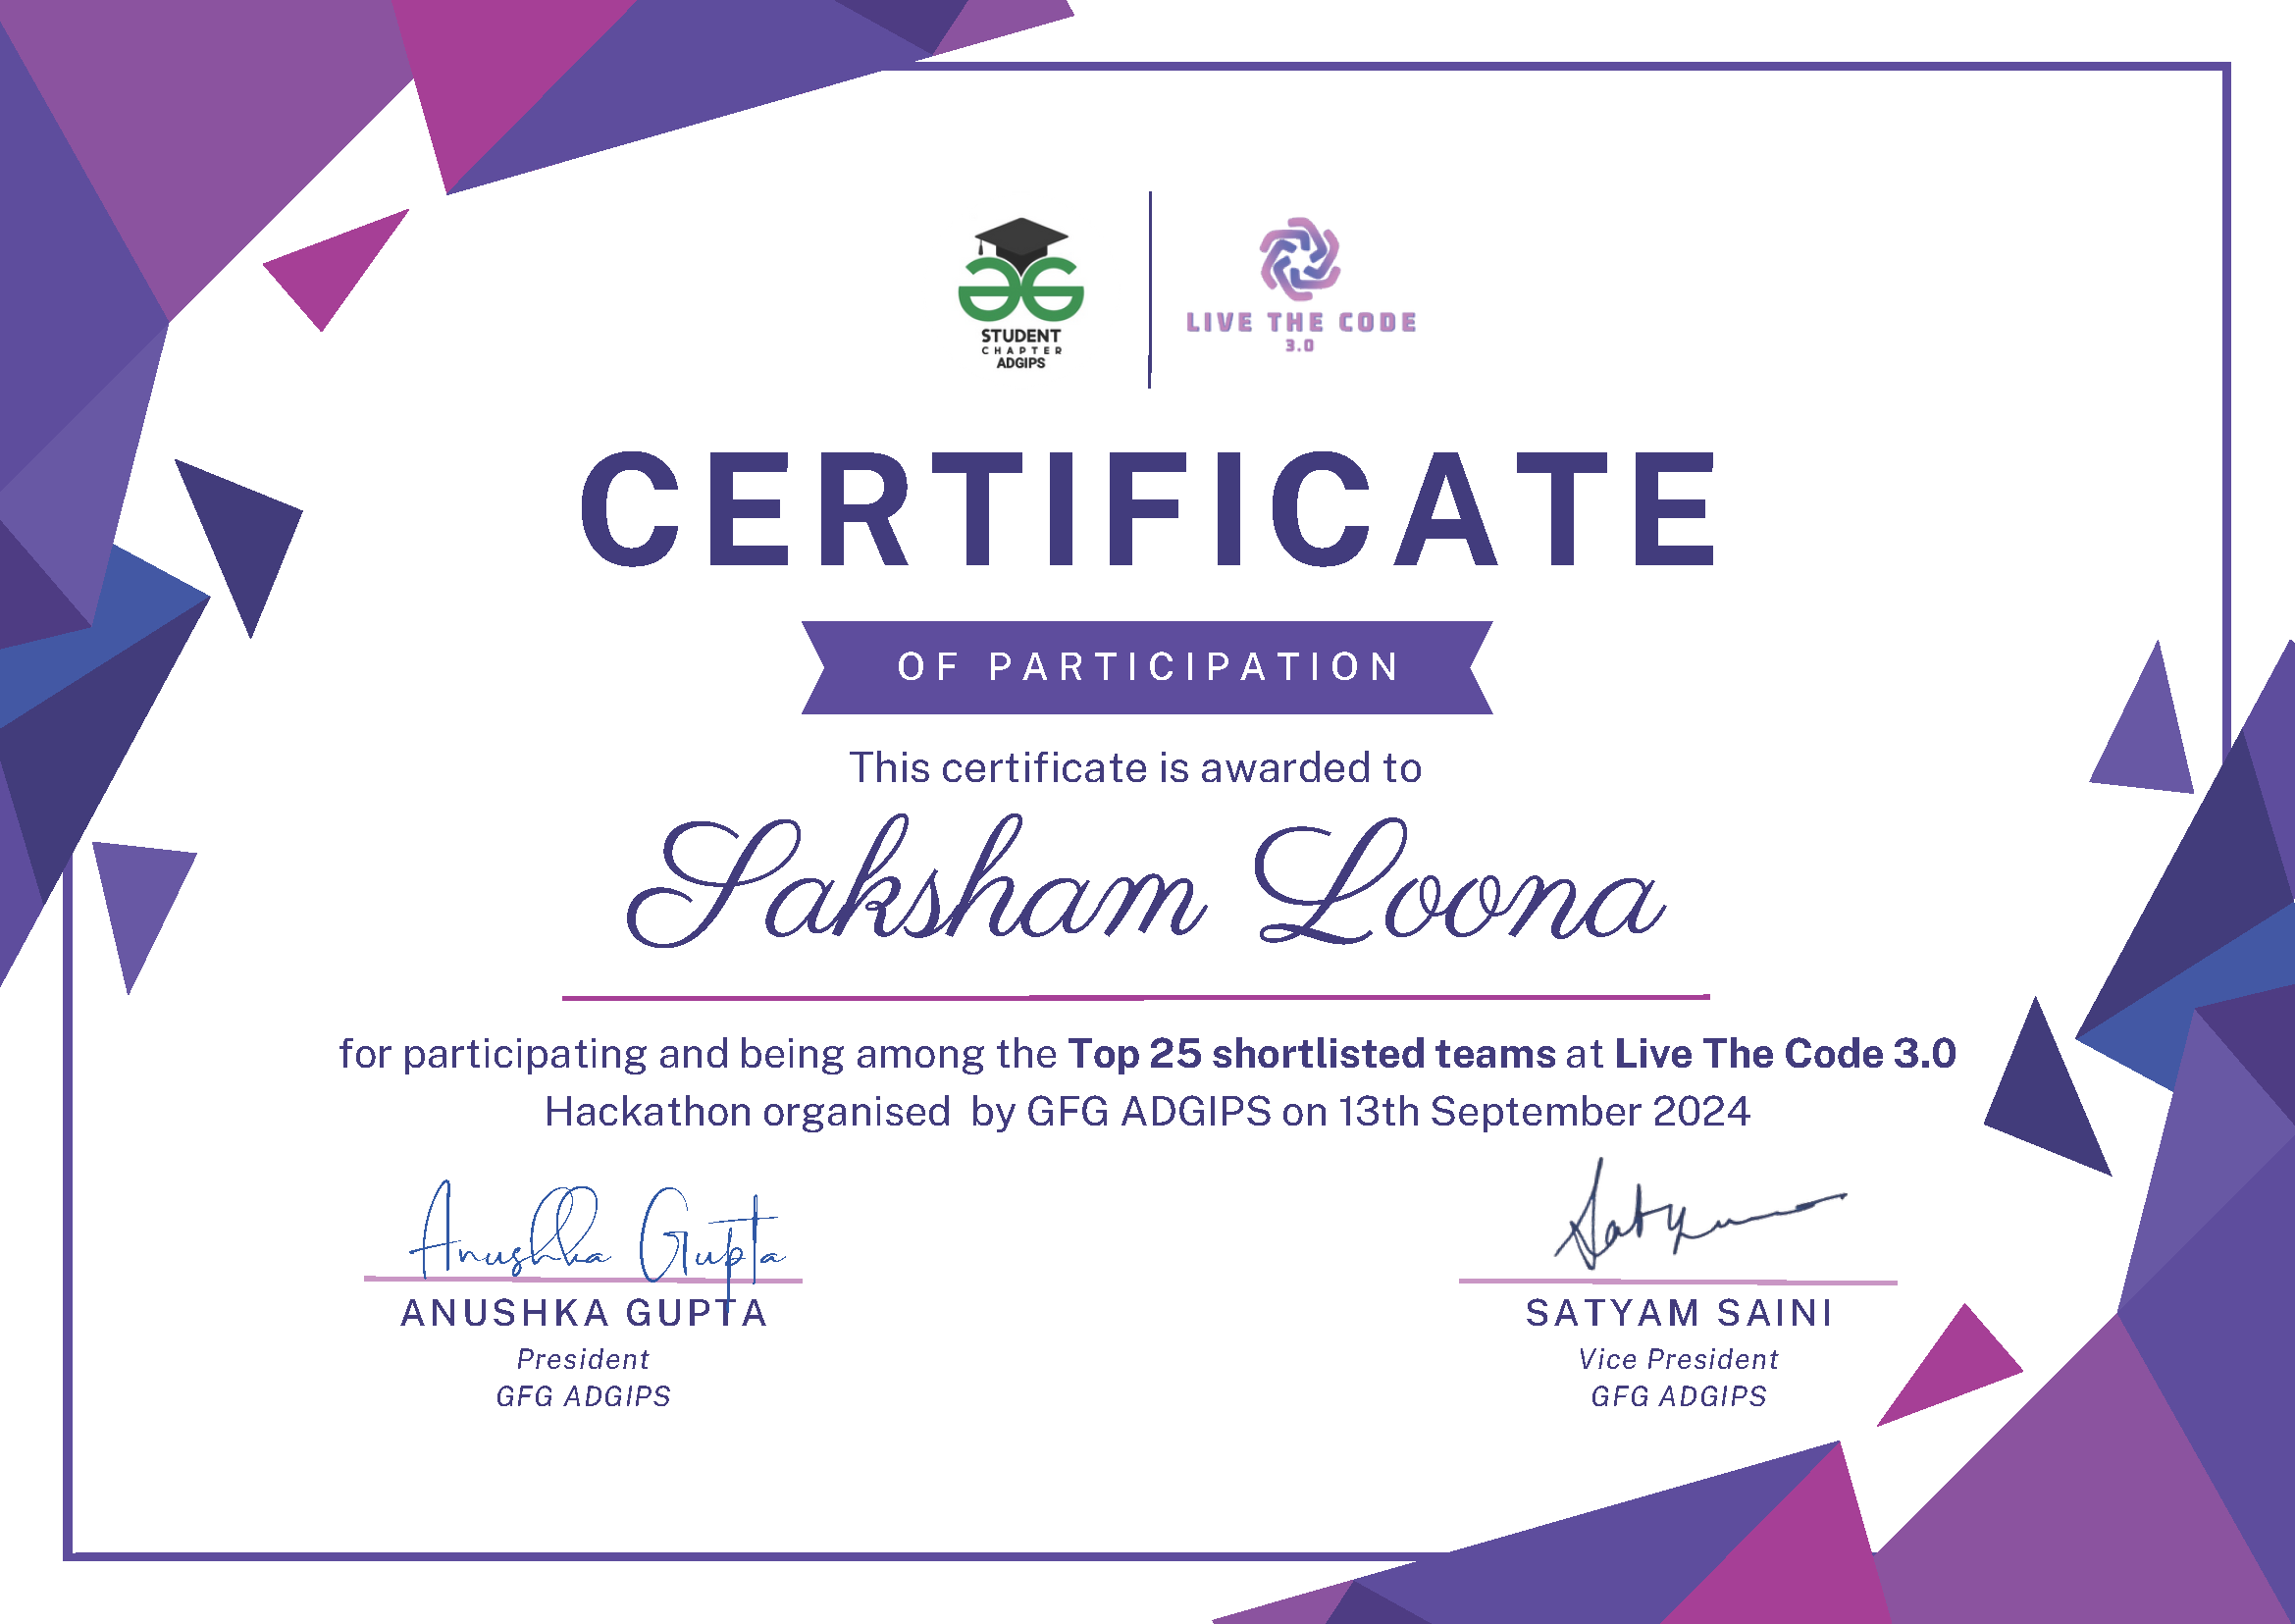 STUDENT
CHAPTER
ADGIPS
LIVE THE CODE
3.0
CERTIFICATE
OF PARTICIPATION
This certificate is awarded to
Saksham Loona
for participating and being among the Top 25 shortlisted teams at Live The Code 3.0
Hackathon organised by GFG ADGIPS on 13th September 2024
Anushka Gupta
ANUSHKA GUPTA
President
GFG ADGIPS
Satyam
SATYAM SAINI
Vice President
GFG ADGIPS